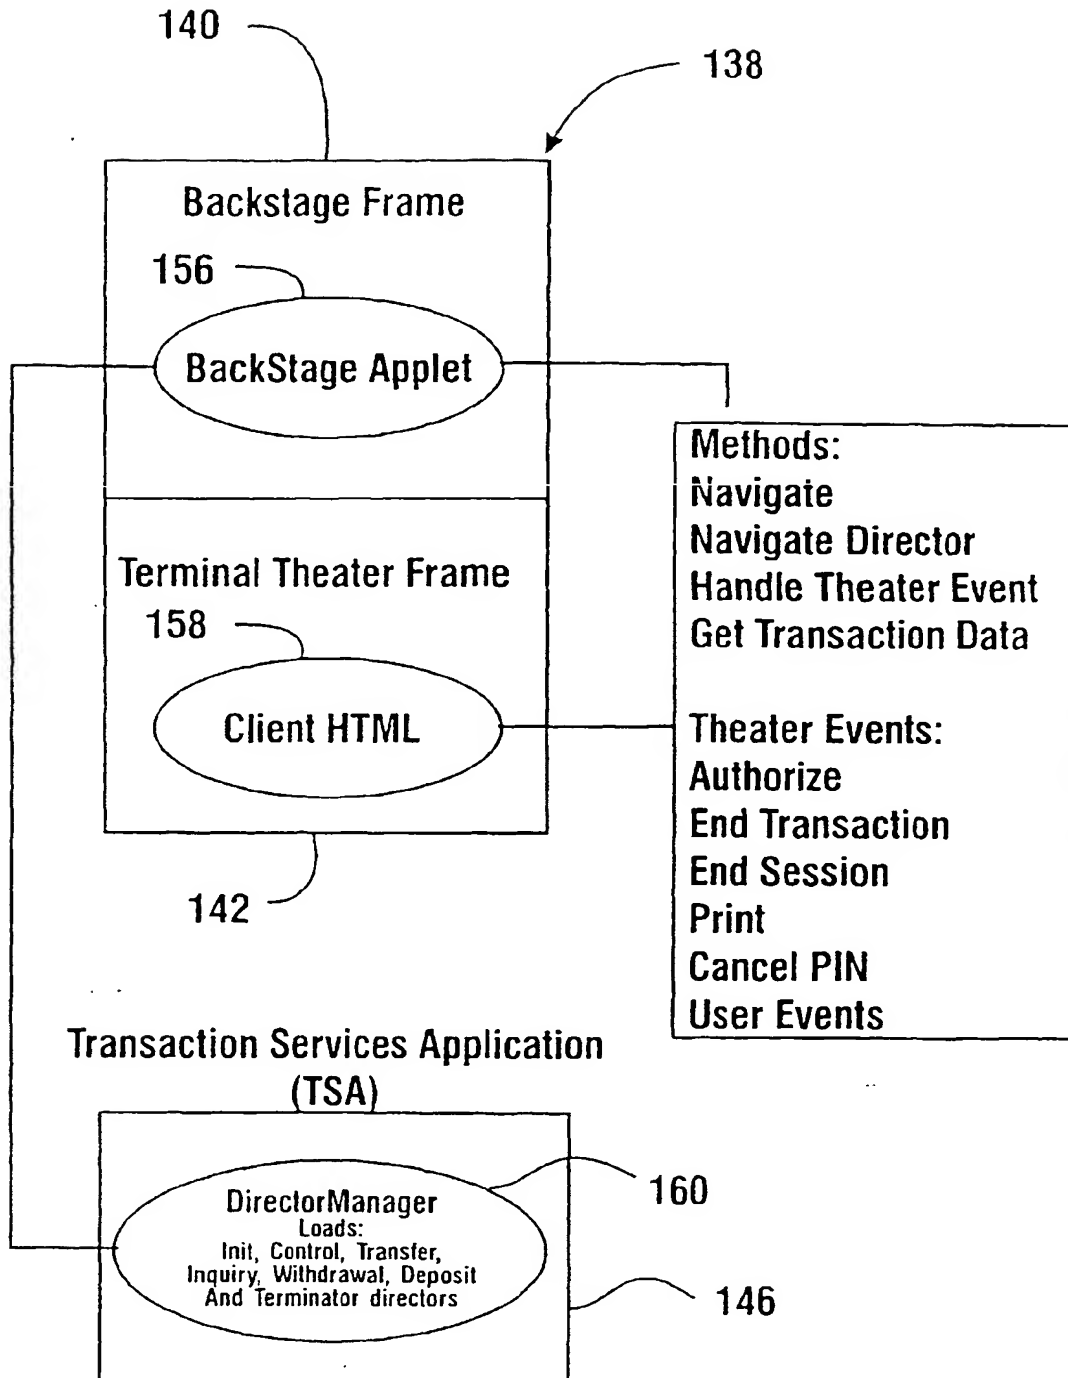 140
138
Backstage Frame
156
BackStage Applet
Methods:
Navigate
Navigate Director
Handle Theater Event
Get Transaction Data
Theater Events:
Authorize
End Transaction
End Session
Print
Cancel PIN
User Events
Terminal Theater Frame
158
Client HTML
142
Transaction Services Application
(TSA)
DirectorManager
Loads:
Init, Control, Transfer,
Inquiry, Withdrawal, Deposit
And Terminator directors
160
146